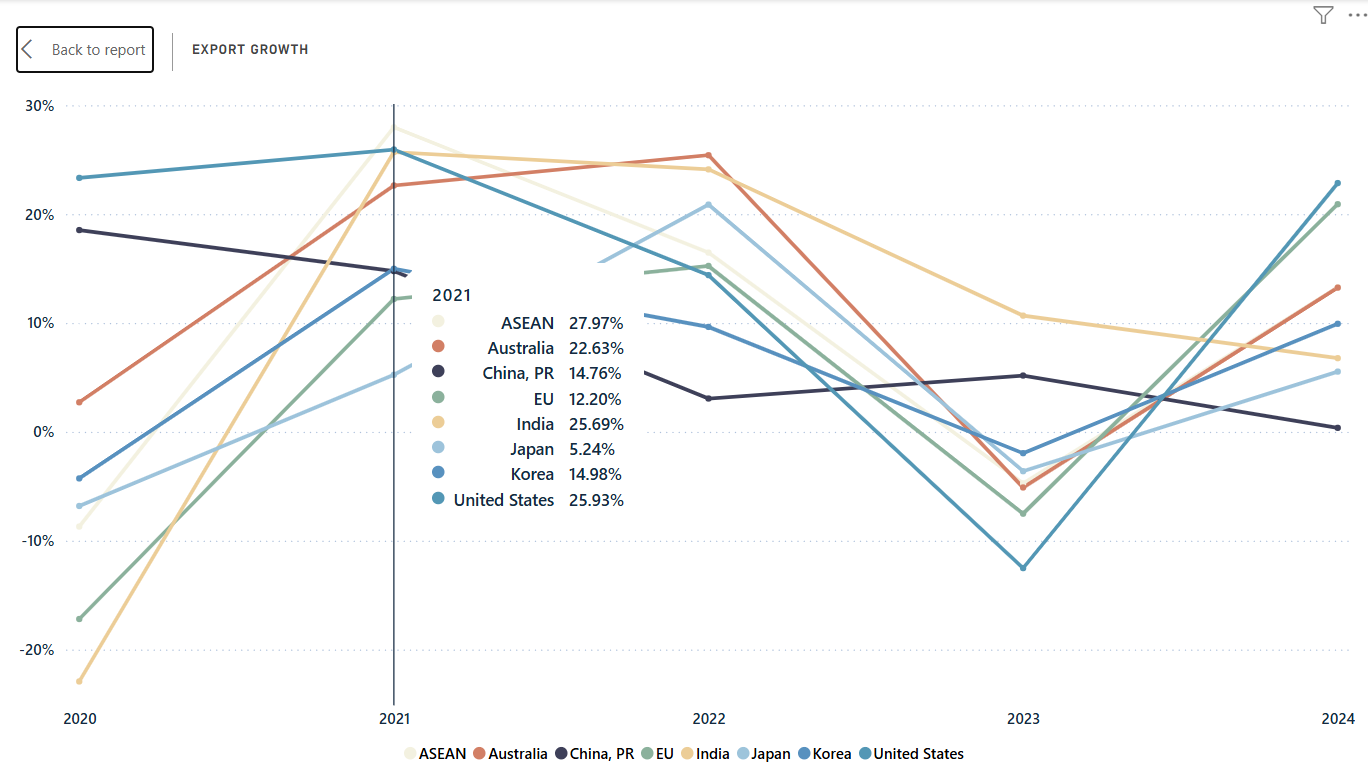 Back to report
EXPORT GROWTH
30%
20%
10%
0%
-10%
-20%
2021
ASEAN 27.97%
Australia 22.63%
China, PR 14.76%
EU 12.20%
India 25.69%
Japan 5.24%
Korea 14.98%
United States 25.93%
2020 2021 2022 2023 2024
ASEAN Australia China, PR EU India Japan Korea United States